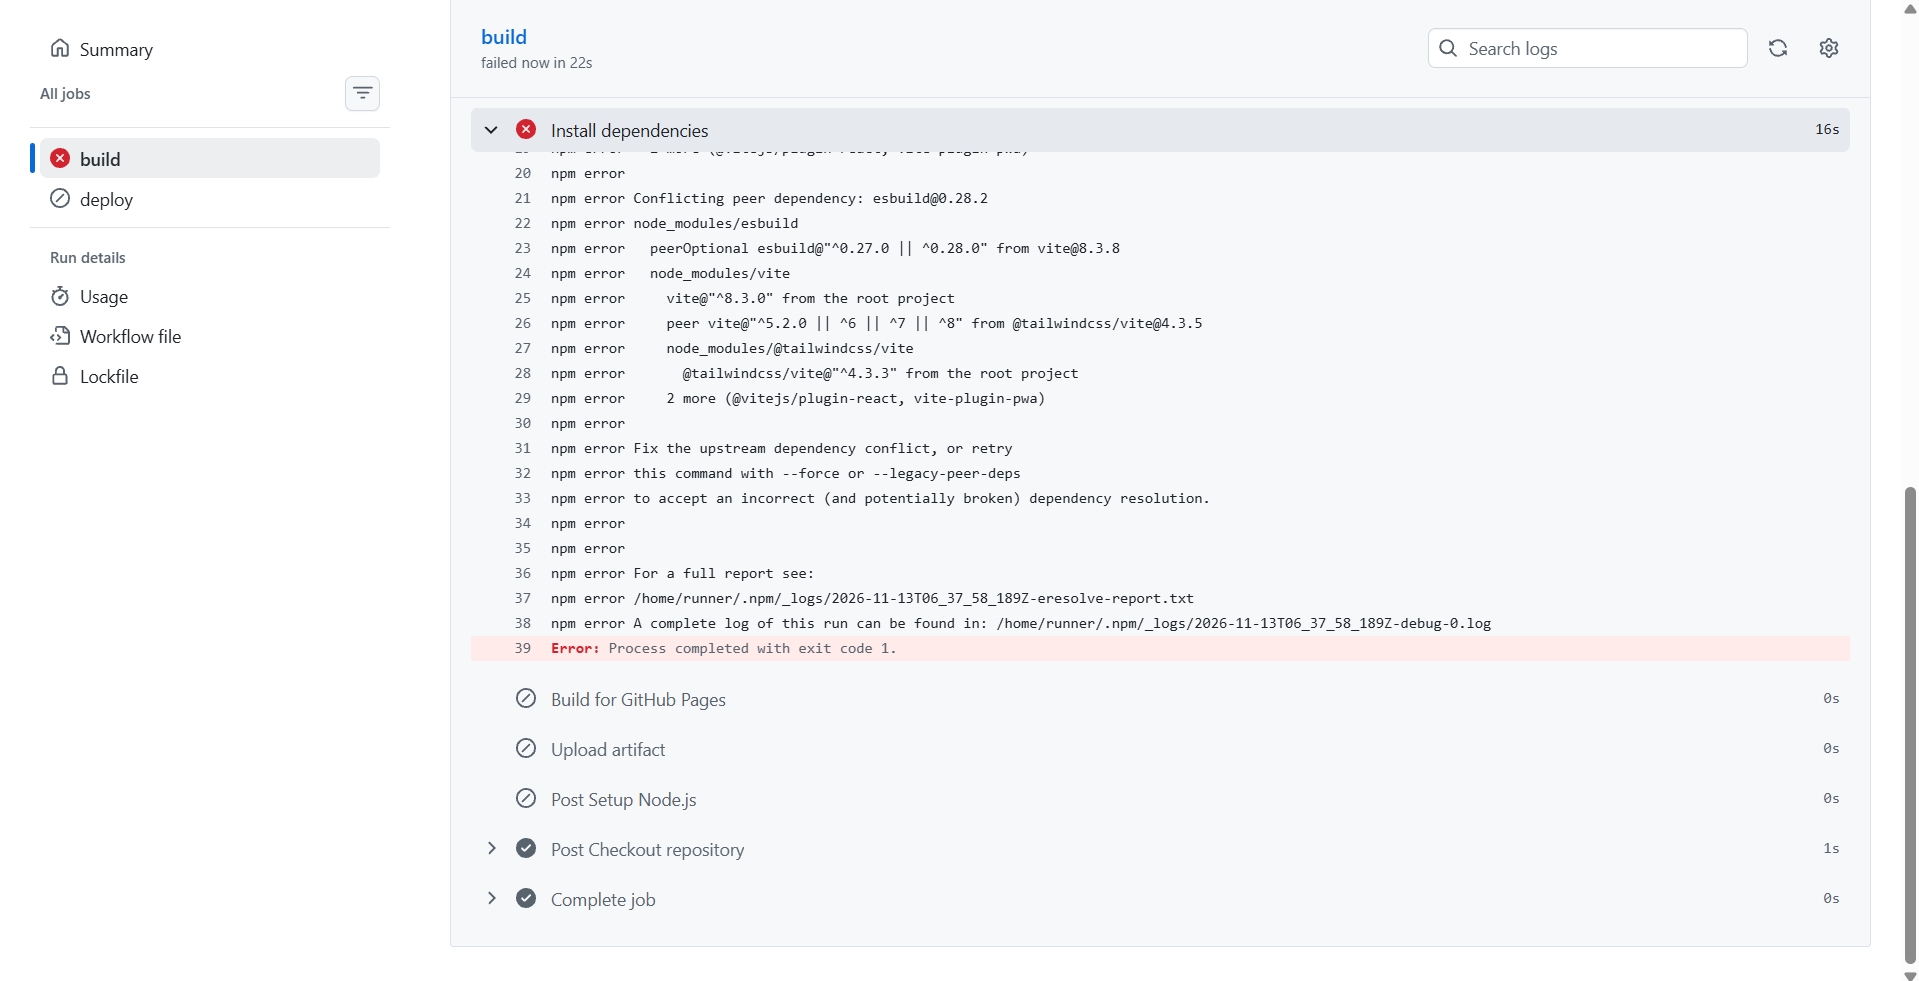 Summary
All jobs
build
deploy
Run details
Usage
Workflow file
Lockfile
build
failed now in 22s
Search logs
Install dependencies
16s
20 npm error
21 npm error Conflicting peer dependency: esbuild@0.28.2
22 npm error node_modules/esbuild
23 npm error   peerOptional esbuild@"^0.27.0 || ^0.28.0" from vite@8.3.8
24 npm error   node_modules/vite
25 npm error     vite@"^8.3.0" from the root project
26 npm error     peer vite@"^5.2.0 || ^6 || ^7 || ^8" from @tailwindcss/vite@4.3.5
27 npm error     node_modules/@tailwindcss/vite
28 npm error       @tailwindcss/vite@"^4.3.3" from the root project
29 npm error     2 more (@vitejs/plugin-react, vite-plugin-pwa)
30 npm error
31 npm error Fix the upstream dependency conflict, or retry
32 npm error this command with --force or --legacy-peer-deps
33 npm error to accept an incorrect (and potentially broken) dependency resolution.
34 npm error
35 npm error
36 npm error For a full report see:
37 npm error /home/runner/.npm/_logs/2026-11-13T06_37_58_189Z-eresolve-report.txt
38 npm error A complete log of this run can be found in: /home/runner/.npm/_logs/2026-11-13T06_37_58_189Z-debug-0.log
39 Error: Process completed with exit code 1.
Build for GitHub Pages
0s
Upload artifact
0s
Post Setup Node.js
0s
Post Checkout repository
1s
Complete job
0s